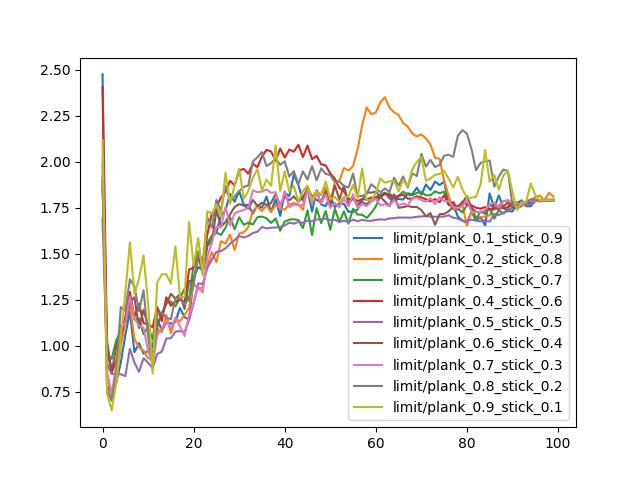 2.50
2.25
2.00
1.75
1.50
1.25
1.00
0.75
0 20 40 60 80 100
limit/plank_0.1_stick_0.9
limit/plank_0.2_stick_0.8
limit/plank_0.3_stick_0.7
limit/plank_0.4_stick_0.6
limit/plank_0.5_stick_0.5
limit/plank_0.6_stick_0.4
limit/plank_0.7_stick_0.3
limit/plank_0.8_stick_0.2
limit/plank_0.9_stick_0.1